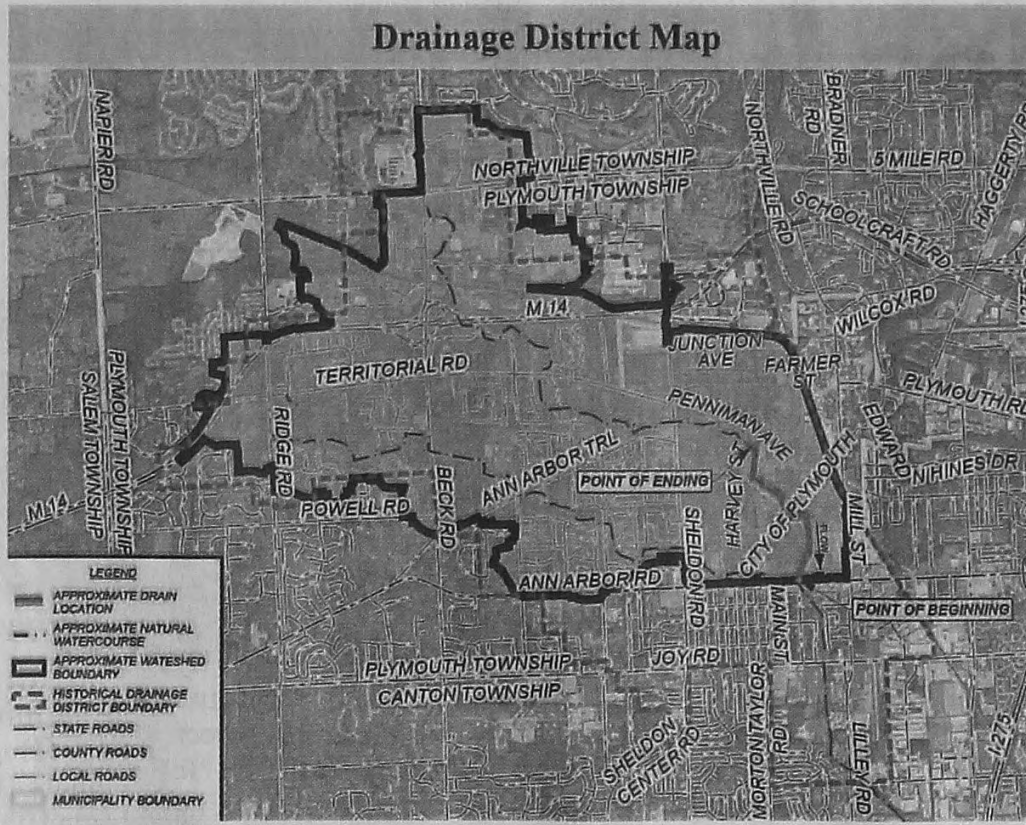 Drainage District Map
NAPIER RD
NORTHVILLE TOWNSHIP
PLYMOUTH TOWNSHIP
NORTHVILLE RD
BRADNER
RD
5 MILE RD
HAGGERTY
SCHOOLCRAFT RD
WILCOX RD
M 14
JUNCTION
AVE
FARMER
ST
PLYMOUTH RD
TERRITORIAL RD
PENNIMAN AVE
EDWARD
N HINES DR
SALEM TOWNSHIP
PLYMOUTH TOWNSHIP
RIDGE RD
BECK RD
ANN ARBOR TRL
POINT OF ENDING
HARVEY ST
CITY OF PLYMOUTH
MILL ST
FLOW
M 14
POWELL RD
SHELDON RD
ANN ARBOR RD
MAIN ST
POINT OF BEGINNING
PLYMOUTH TOWNSHIP
CANTON TOWNSHIP
JOY RD
SHELDON
CENTER RD
MORTON TAYLOR
RD
LILLEY RD
I 275
LEGEND
APPROXIMATE DRAIN
LOCATION
APPROXIMATE NATURAL
WATERCOURSE
APPROXIMATE WATESHED
BOUNDARY
HISTORICAL DRAINAGE
DISTRICT BOUNDARY
STATE ROADS
COUNTY ROADS
LOCAL ROADS
MUNICIPALITY BOUNDARY